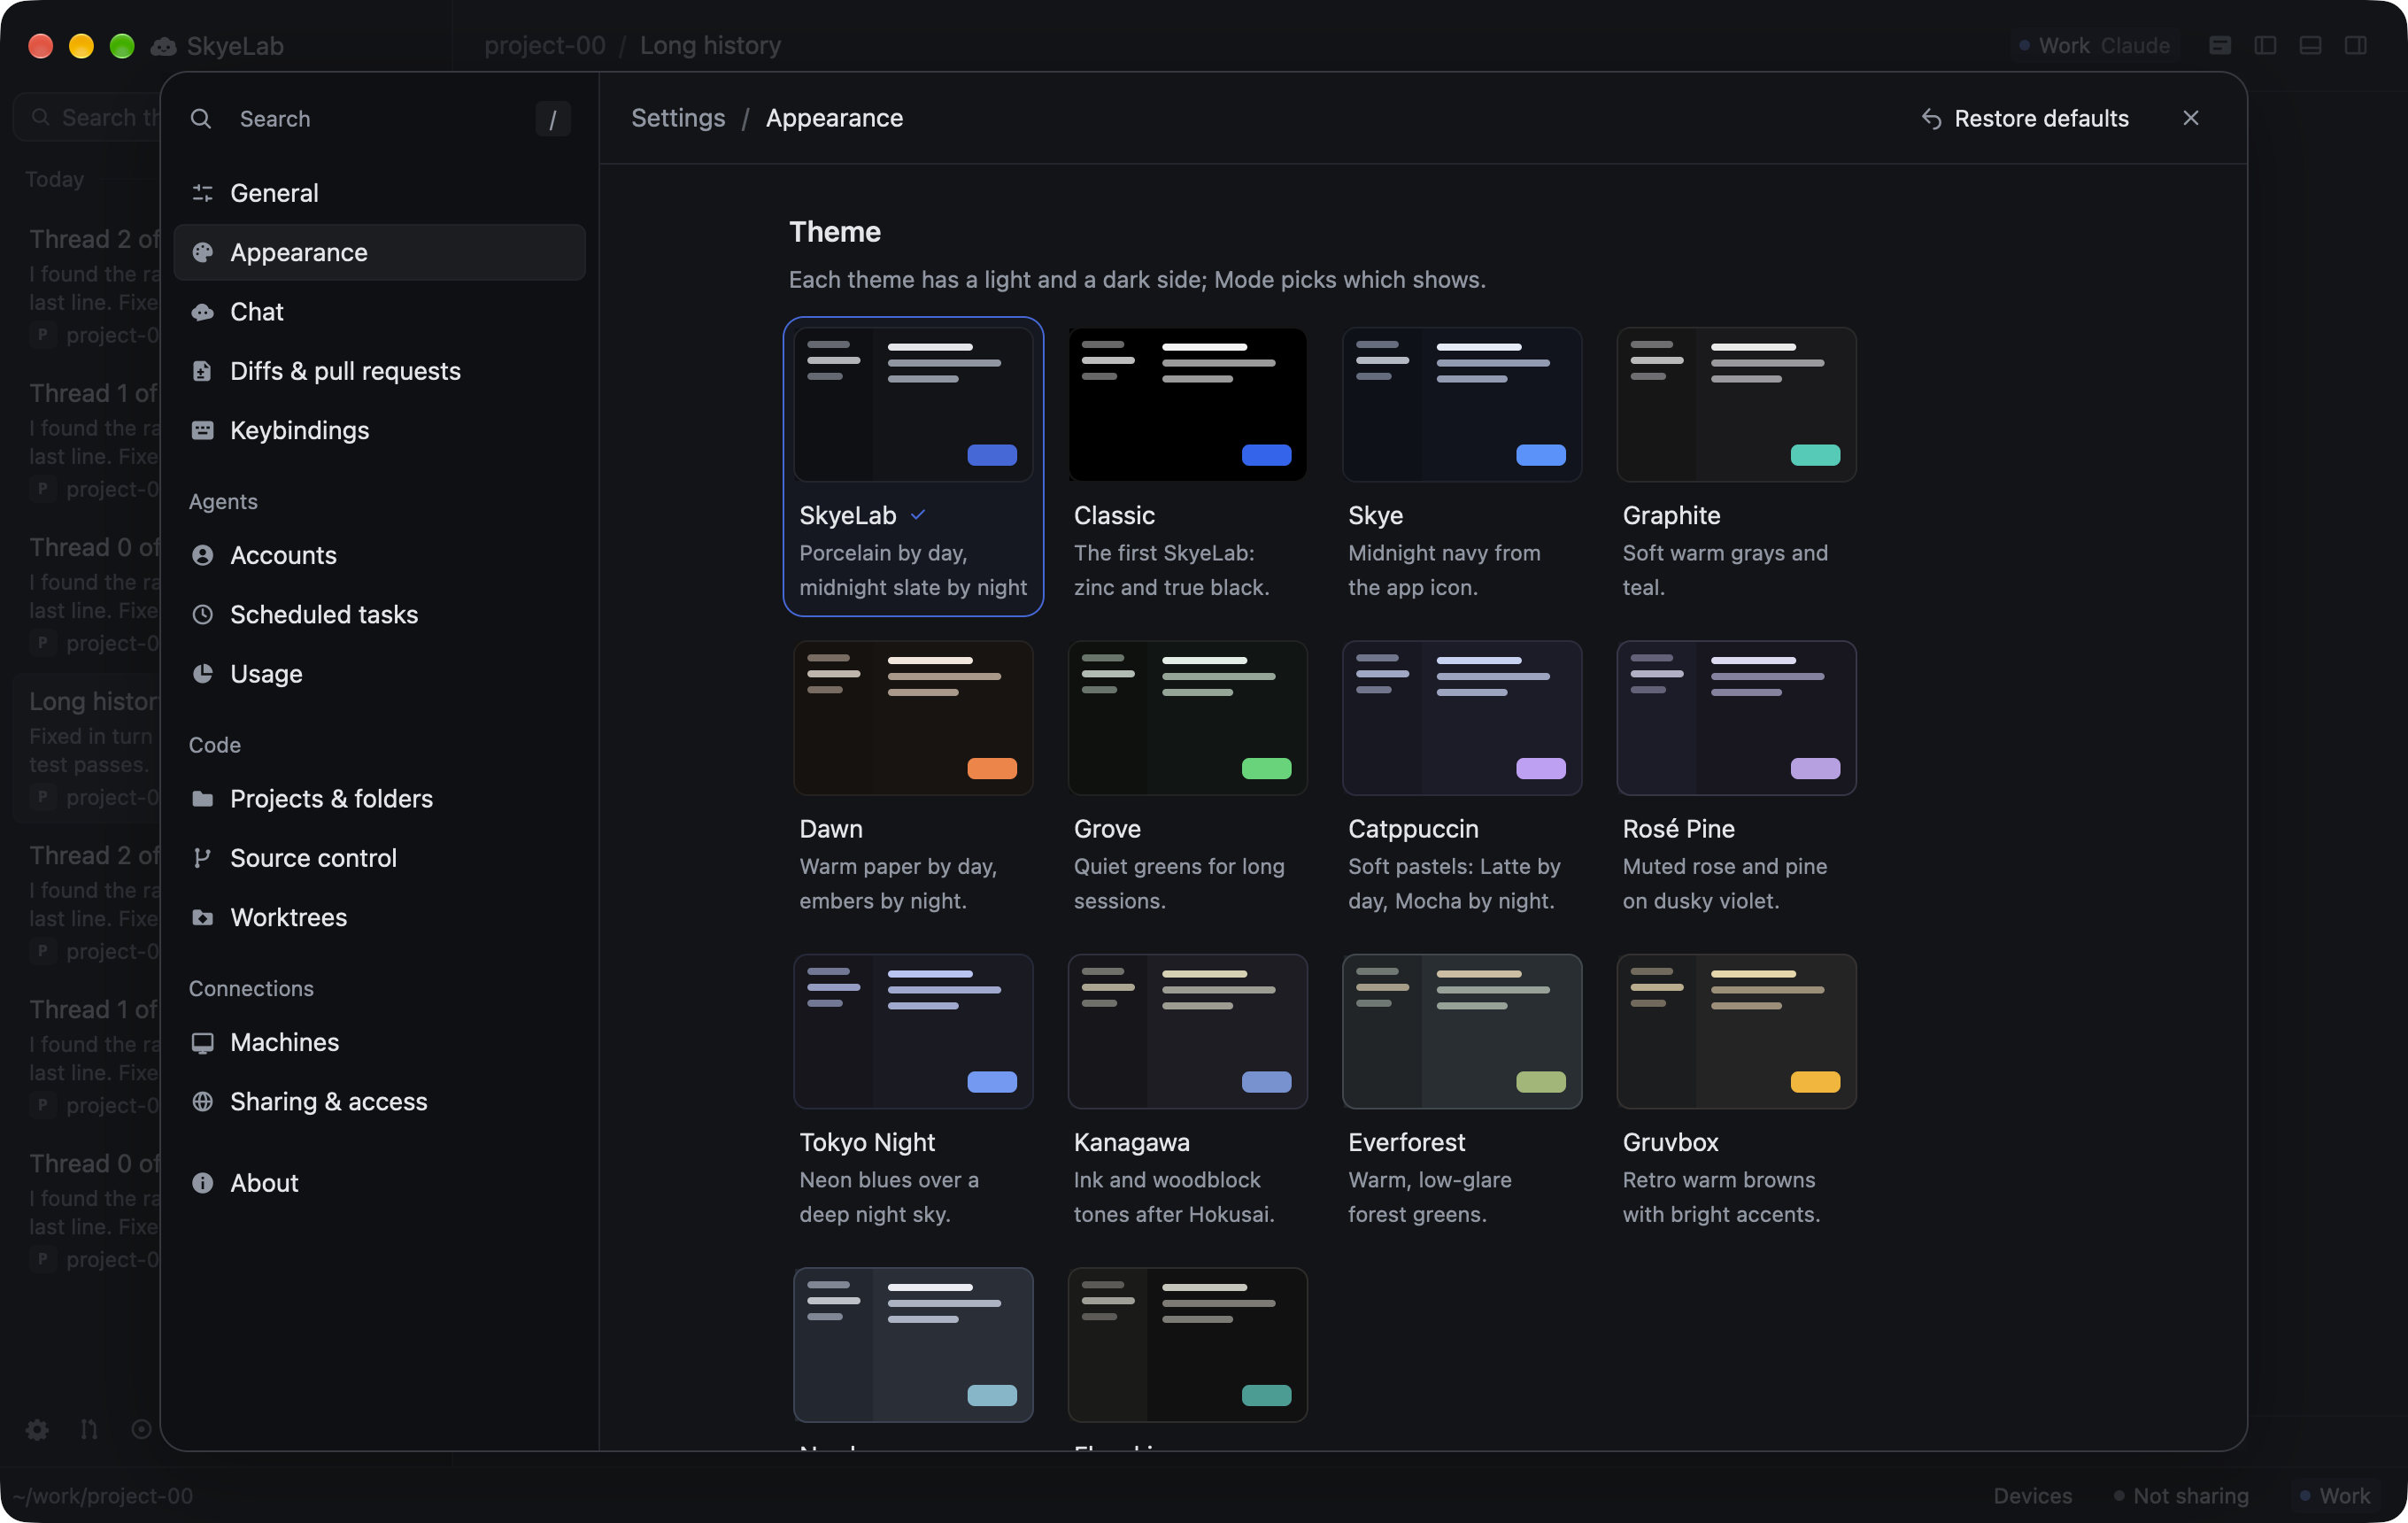 SkyeLab
project-00 / Long history
Work Claude
Search
Today
Thread 2 of
I found the
last line. Fixe
P project-0
Thread 1 of
I found the
last line. Fixe
P project-0
Thread 0 of
I found the
last line. Fixe
P project-0
Long histor
Fixed in turn
test passes.
P project-0
Thread 2 of
I found the
last line. Fixe
P project-0
Thread 1 of
I found the
last line. Fixe
P project-0
Thread 0 of
I found the
last line. Fixe
P project-0
Search /
General
Appearance
Chat
Diffs & pull requests
Keybindings
Agents
Accounts
Scheduled tasks
Usage
Code
Projects & folders
Source control
Worktrees
Connections
Machines
Sharing & access
About
Settings / Appearance
Restore defaults
Theme
Each theme has a light and a dark side; Mode picks which shows.
SkyeLab
Porcelain by day,
midnight slate by night
Classic
The first SkyeLab:
zinc and true black.
Skye
Midnight navy from
the app icon.
Graphite
Soft warm grays and
teal.
Dawn
Warm paper by day,
embers by night.
Grove
Quiet greens for long
sessions.
Catppuccin
Soft pastels: Latte by
day, Mocha by night.
Rosé Pine
Muted rose and pine
on dusky violet.
Tokyo Night
Neon blues over a
deep night sky.
Kanagawa
Ink and woodblock
tones after Hokusai.
Everforest
Warm, low-glare
forest greens.
Gruvbox
Retro warm browns
with bright accents.
~/work/project-00
Devices
Not sharing
Work